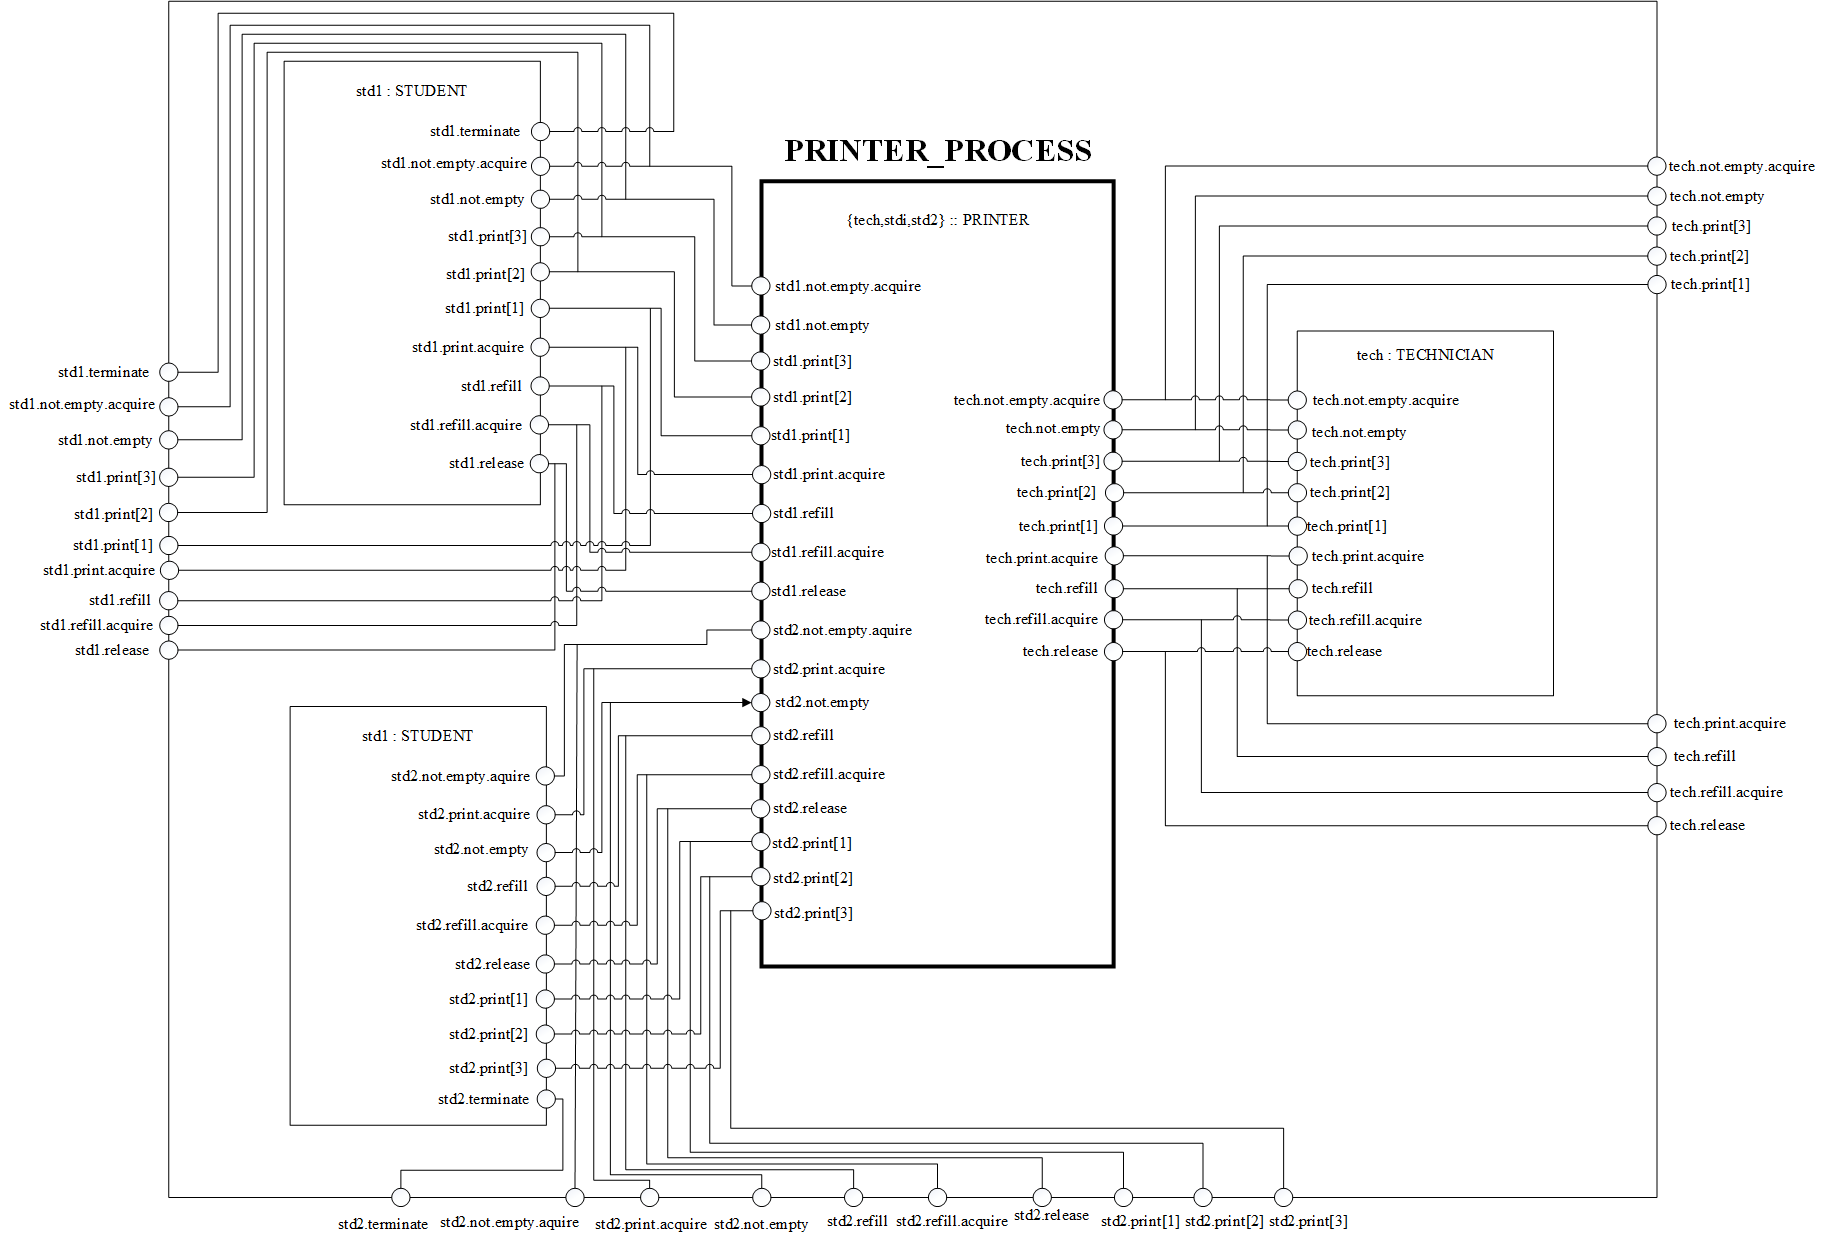 std1 : STUDENT
std1.terminate
std1.not.empty.acquire
std1.not.empty
std1.print[3]
std1.print[2]
std1.print[1]
std1.print.acquire
std1.refill
std1.refill.acquire
std1.release
std1.terminate
std1.not.empty.acquire
std1.not.empty
std1.print[3]
std1.print[2]
std1.print[1]
std1.print.acquire
std1.refill
std1.refill.acquire
std1.release
PRINTER_PROCESS
{tech,stdi,std2} :: PRINTER
std1.not.empty.acquire
std1.not.empty
std1.print[3]
std1.print[2]
std1.print[1]
std1.print.acquire
std1.refill
std1.refill.acquire
std1.release
std2.not.empty.aquire
std2.print.acquire
std2.not.empty
std2.refill
std2.refill.acquire
std2.release
std2.print[1]
std2.print[2]
std2.print[3]
tech.not.empty.acquire
tech.not.empty
tech.print[3]
tech.print[2]
tech.print[1]
tech.print.acquire
tech.refill
tech.refill.acquire
tech.release
tech : TECHNICIAN
tech.not.empty.acquire
tech.not.empty
tech.print[3]
tech.print[2]
tech.print[1]
tech.print.acquire
tech.refill
tech.refill.acquire
tech.release
tech.not.empty.acquire
tech.not.empty
tech.print[3]
tech.print[2]
tech.print[1]
tech.print.acquire
tech.refill
tech.refill.acquire
tech.release
std1 : STUDENT
std2.not.empty.aquire
std2.print.acquire
std2.not.empty
std2.refill
std2.refill.acquire
std2.release
std2.print[1]
std2.print[2]
std2.print[3]
std2.terminate
std2.terminate
std2.not.empty.aquire
std2.print.acquire
std2.not.empty
std2.refill
std2.refill.acquire
std2.release
std2.print[1]
std2.print[2]
std2.print[3]